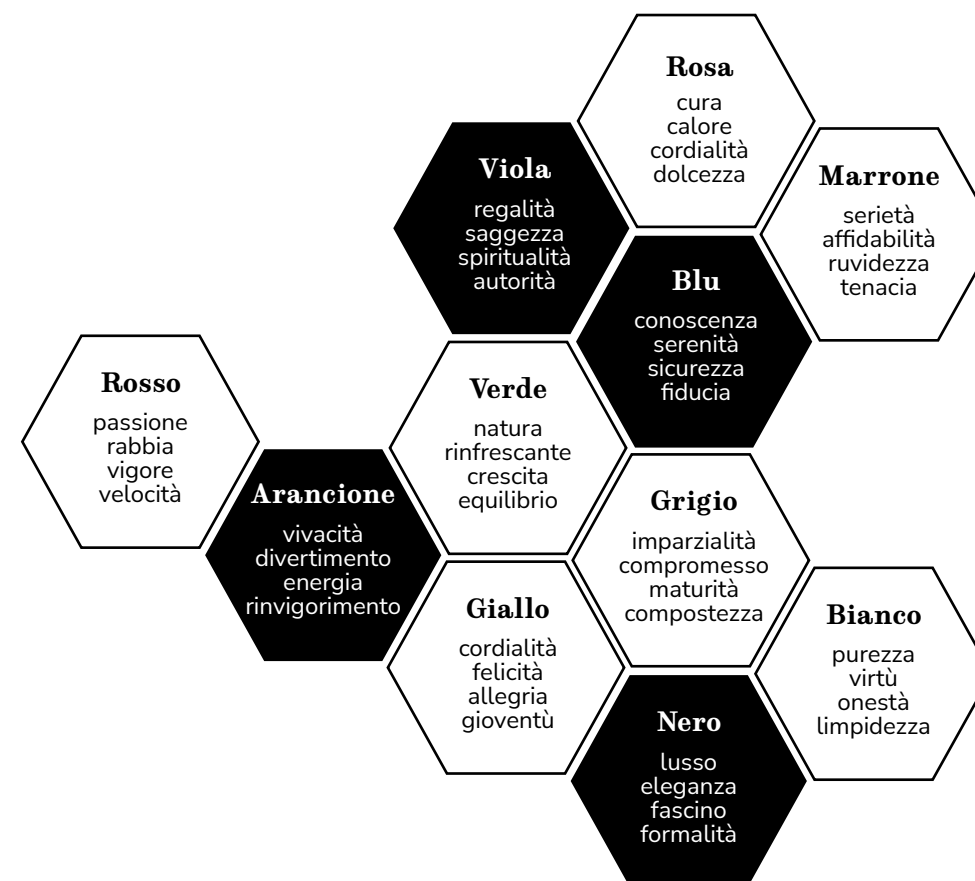 Rosa
cura
calore
cordialità
dolcezza
Viola
regalità
saggezza
spiritualità
autorità
Marrone
serietà
affidabilità
ruvidezza
tenacia
Blu
conoscenza
serenità
sicurezza
fiducia
Rosso
passione
rabbia
vigore
velocità
Verde
natura
rinfrescante
crescita
equilibrio
Arancione
vivacità
divertimento
energia
rinvigorimento
Grigio
imparzialità
compromesso
maturità
compostezza
Giallo
cordialità
felicità
allegria
gioventù
Bianco
purezza
virtù
onestà
limpidezza
Nero
lusso
eleganza
fascino
formalità